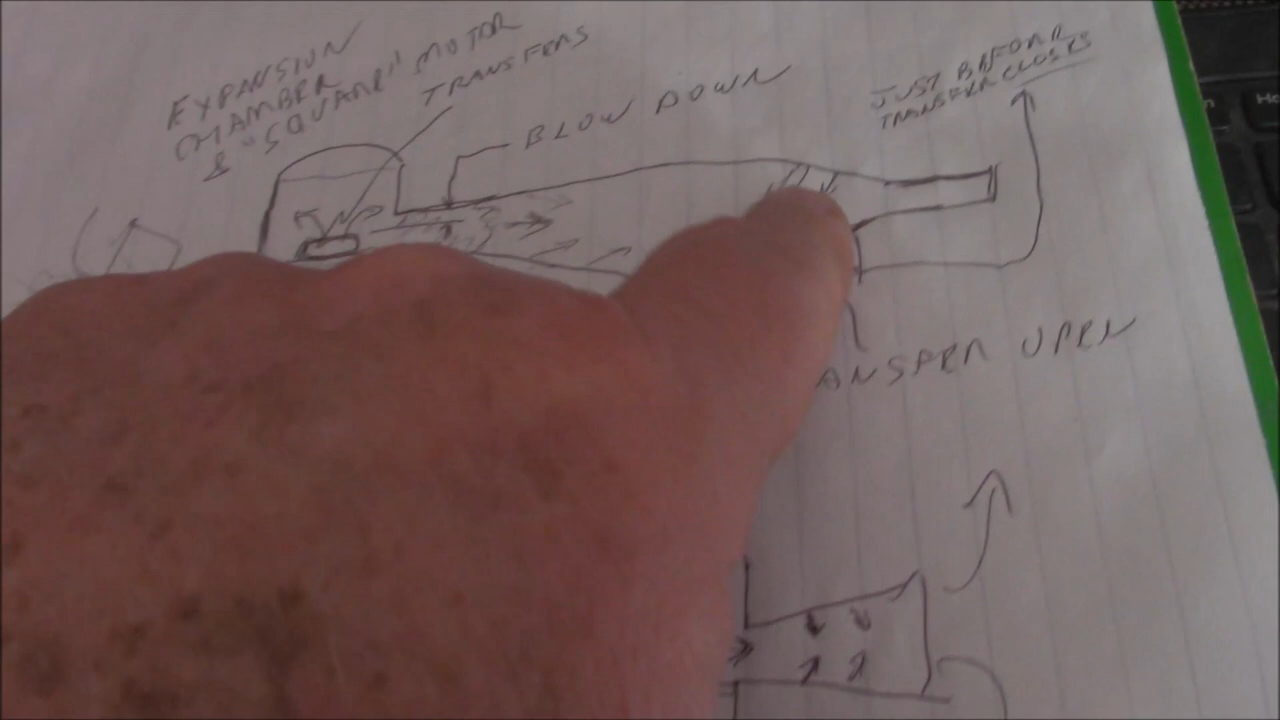 EXPANSION
CHAMBER
& "SQUARE" MOTOR
TRANSFERS
BLOW DOWN
JUST BEFORE
TRANSFER CLOSES
ANSFER OPEN